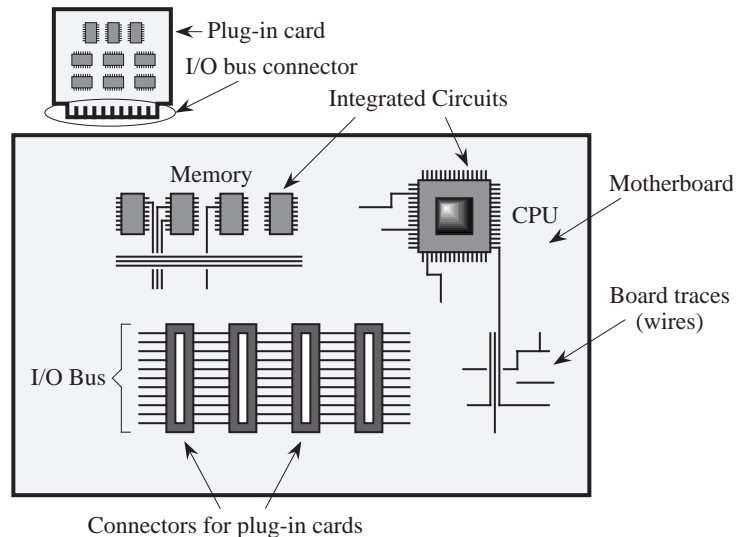 Plug-in card
I/O bus connector
Integrated Circuits
Memory
CPU
Motherboard
Board traces
(wires)
I/O Bus
Connectors for plug-in cards